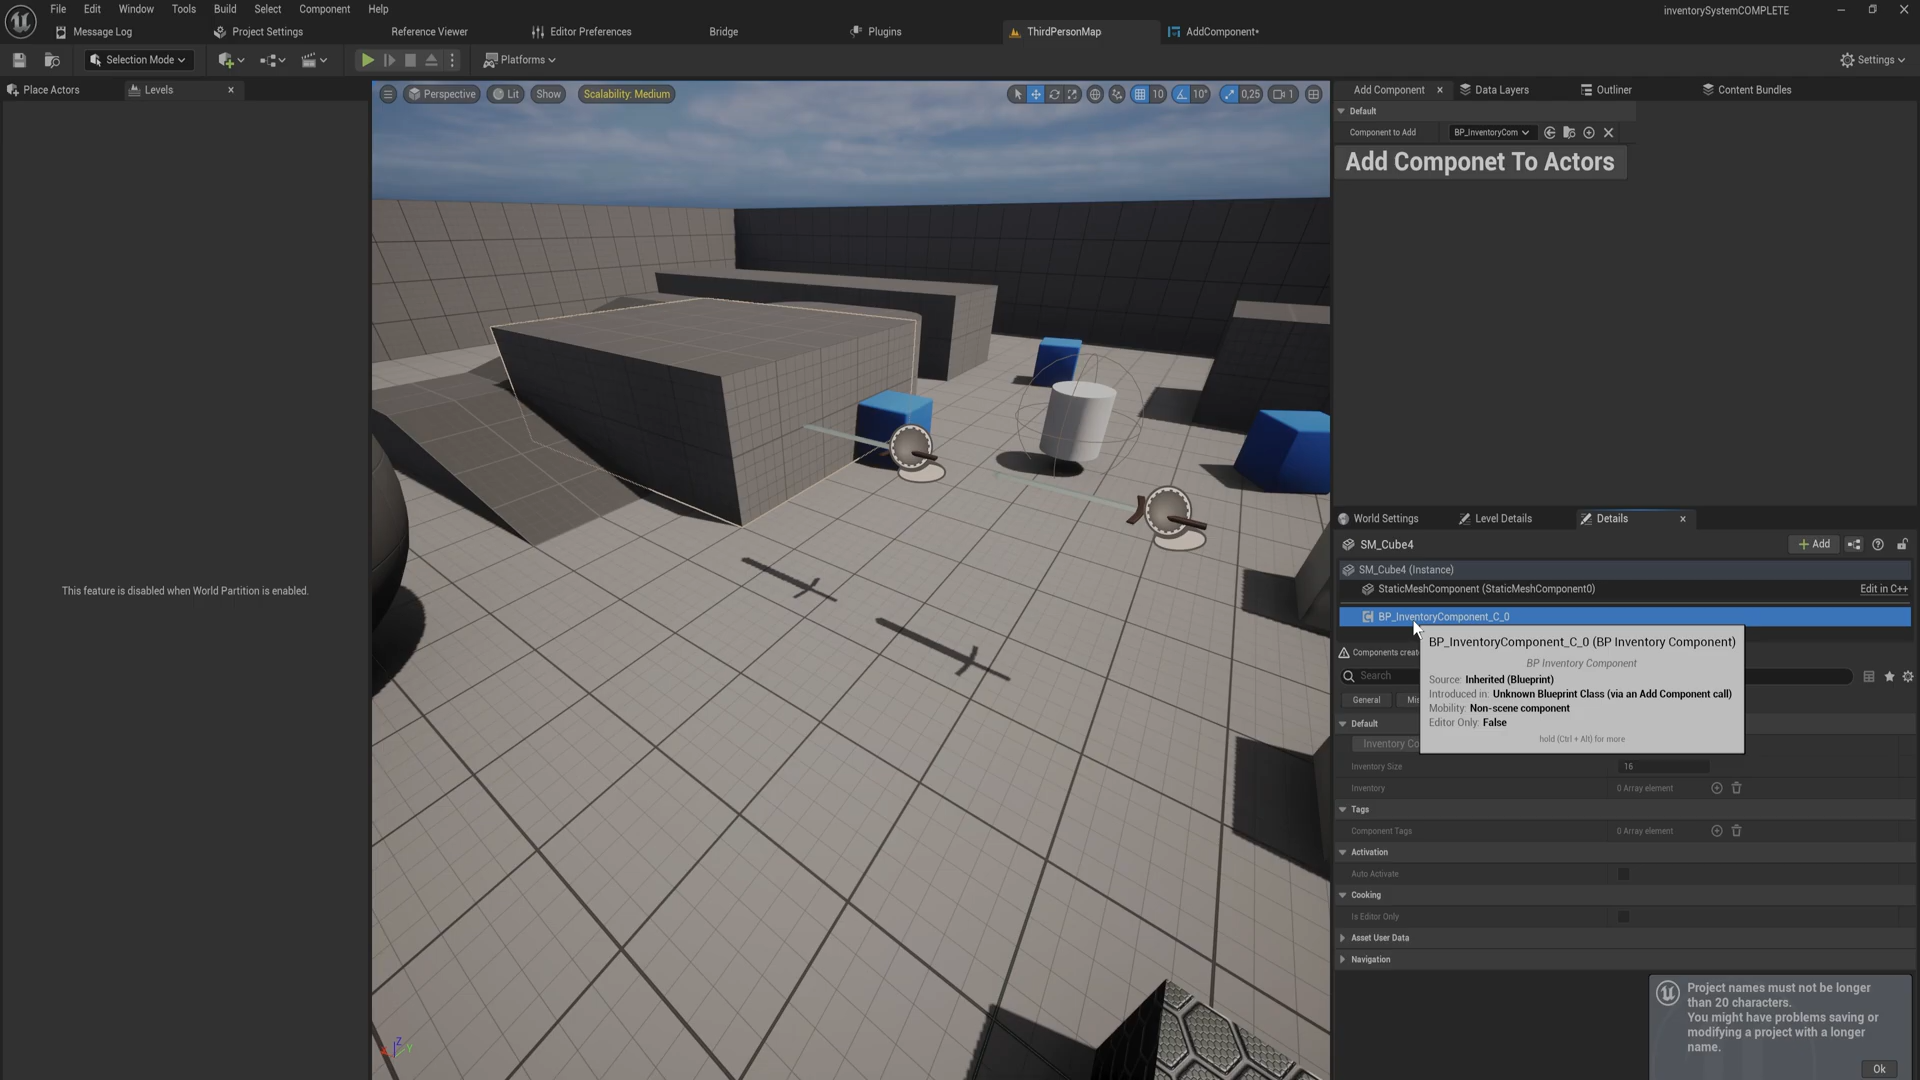 File Edit Window Tools Build Select Component Help
inventorySystemCOMPLETE
Message Log Project Settings Reference Viewer Editor Preferences Bridge Plugins ThirdPersonMap AddComponent*
Selection Mode Platforms Settings
Place Actors Levels
Perspective Lit Show Scalability: Medium 10 10° 0,25 1
This feature is disabled when World Partition is enabled.
Add Component Data Layers Outliner Content Bundles
Default
Component to Add BP_InventoryCom
Add Componet To Actors
World Settings Level Details Details
SM_Cube4 Add
SM_Cube4 (Instance)
StaticMeshComponent (StaticMeshComponent0) Edit in C++
BP_InventoryComponent_C_0
BP_InventoryComponent_C_0 (BP Inventory Component)
BP Inventory Component
Source: Inherited (Blueprint)
Introduced in: Unknown Blueprint Class (via an Add Component call)
Mobility: Non-scene component
Editor Only: False
hold (Ctrl + Alt) for more
Components create
Search
General Mi
Default
Inventory Co
Inventory Size 16
Inventory 0 Array element
Tags
Component Tags 0 Array element
Activation
Auto Activate
Cooking
Is Editor Only
Asset User Data
Navigation
Project names must not be longer
than 20 characters.
You might have problems saving or
modifying a project with a longer
name.
Ok
X
Z
Y